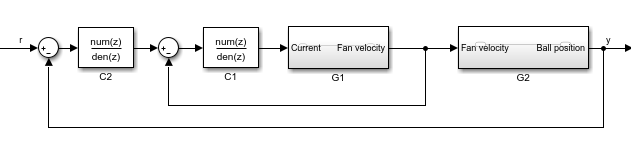 r
+
-
num(z)
den(z)
C2
+
-
num(z)
den(z)
C1
Current Fan velocity
G1
Fan velocity Ball position
G2
y